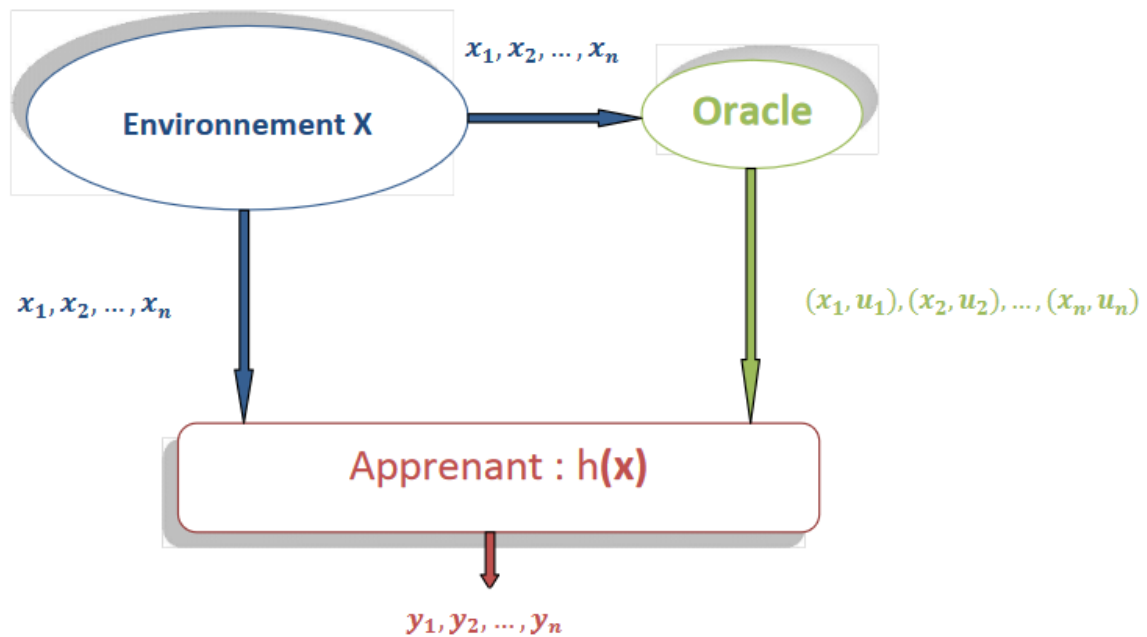 x₁, x₂, ..., xₙ
Environnement X
Oracle
x₁, x₂, ..., xₙ
(x₁, u₁), (x₂, u₂), ..., (xₙ, uₙ)
Apprenant : h(x)
y₁, y₂, ..., yₙ